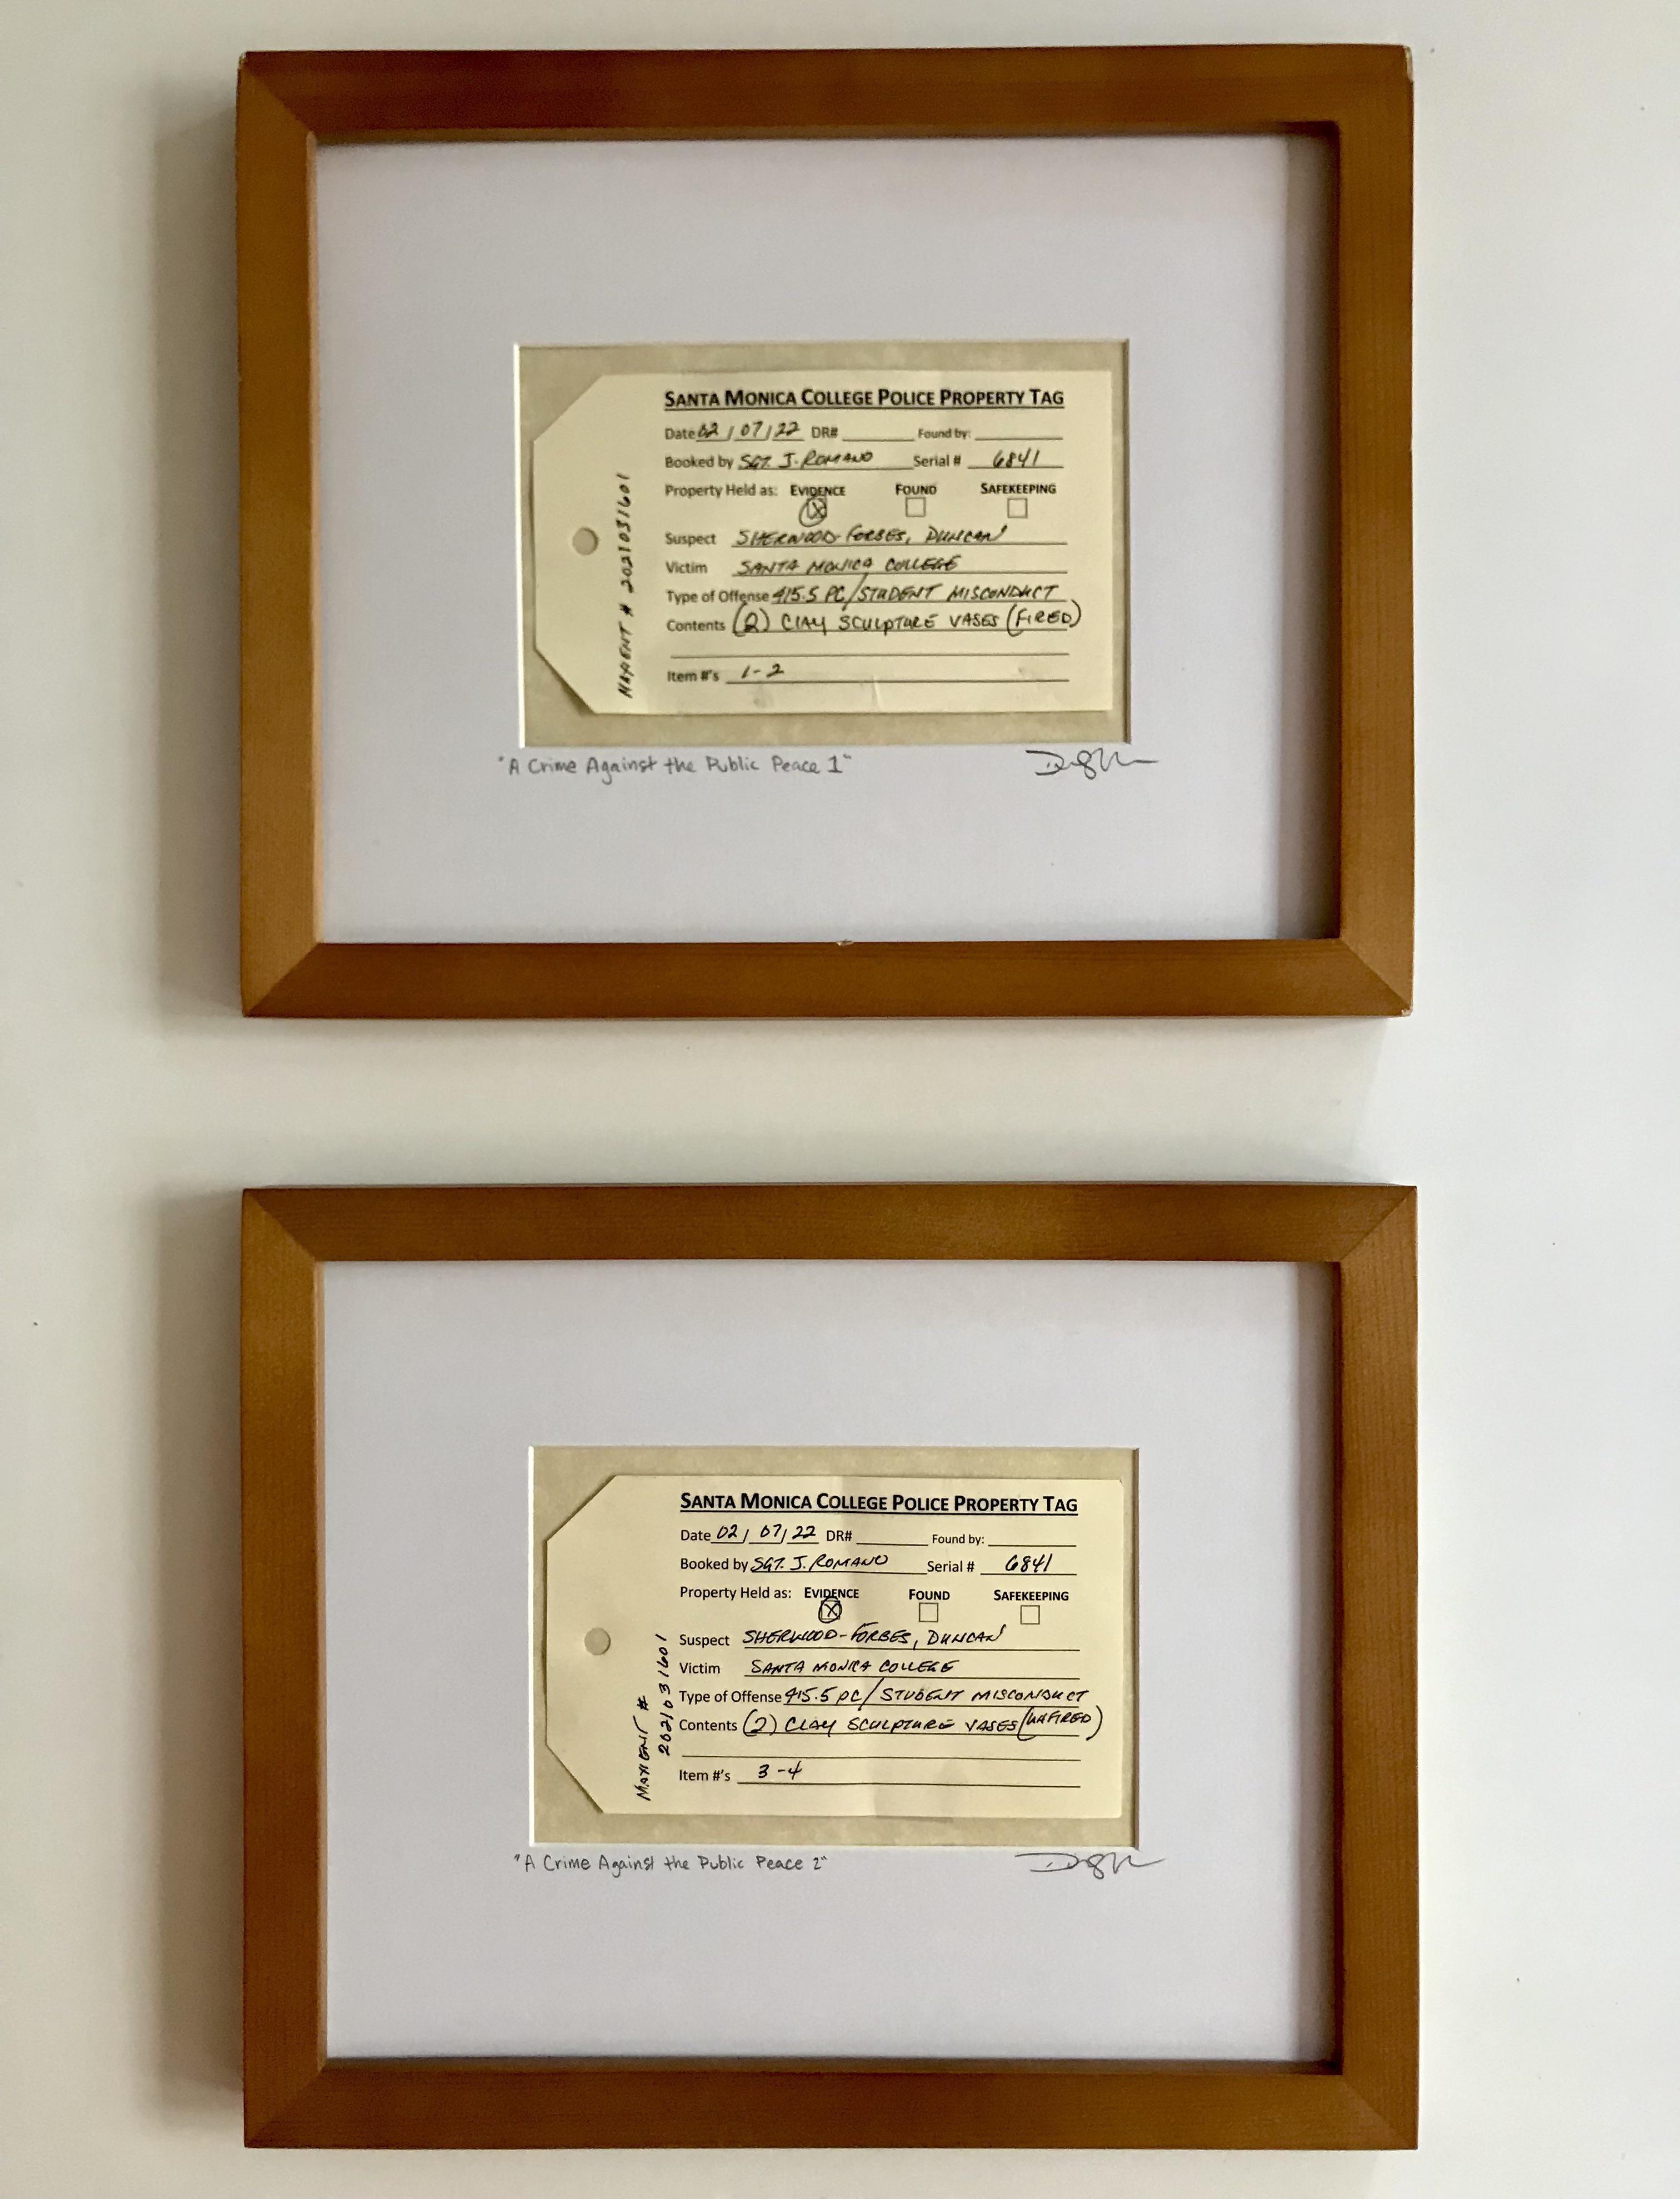 SANTA MONICA COLLEGE POLICE PROPERTY TAG
Date 02/07/22 DR# Found by:
Booked by SGT. J. ROMANO Serial # 6841
Property Held as: EVIDENCE FOUND SAFEKEEPING
Suspect SHERWOOD-FORBES, DUNCAN
Victim SANTA MONICA COLLEGE
Type of Offense 415.5 PC/STUDENT MISCONDUCT
Contents (2) CLAY SCULPTURE VASES (FIRED)
Item #'s 1-2
MAXIENT # 2021031601
"A Crime Against the Public Peace 1"
SANTA MONICA COLLEGE POLICE PROPERTY TAG
Date 02/07/22 DR# Found by:
Booked by SGT. J. ROMANO Serial # 6841
Property Held as: EVIDENCE FOUND SAFEKEEPING
Suspect SHERWOOD-FORBES, DUNCAN
Victim SANTA MONICA COLLEGE
Type of Offense 415.5 PC/STUDENT MISCONDUCT
Contents (2) CLAY SCULPTURE VASES (UNFIRED)
Item #'s 3-4
MAXIENT #
2021031601
"A Crime Against the Public Peace 2"